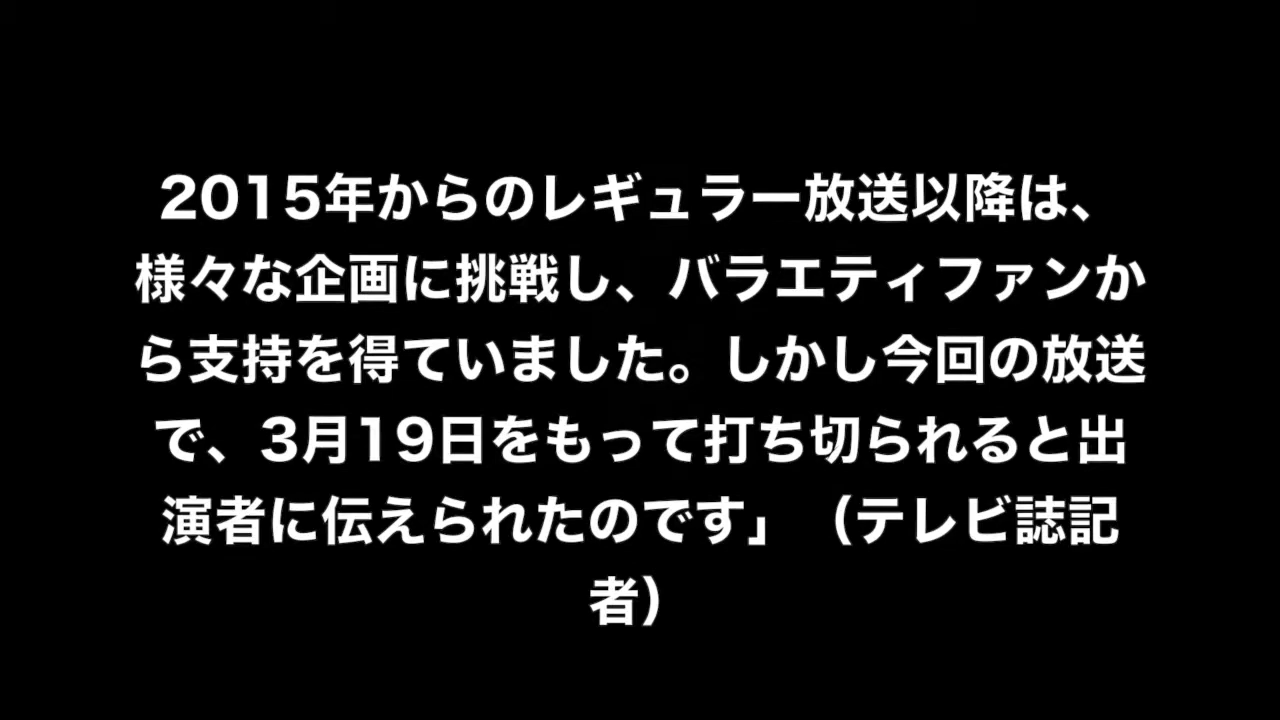 2015年からのレギュラー放送以降は、
様々な企画に挑戦し、バラエティファンか
ら支持を得ていました。しかし今回の放送
で、3月19日をもって打ち切られると出
演者に伝えられたのです」（テレビ誌記
者）